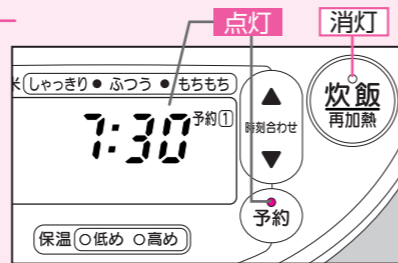 点灯
消灯
米 しゃっきり● ふつう ● もちもち
7:30
予約①
▲
時刻合わせ
▼
炊飯
再加熱
予約
保温 ○低め ○高め